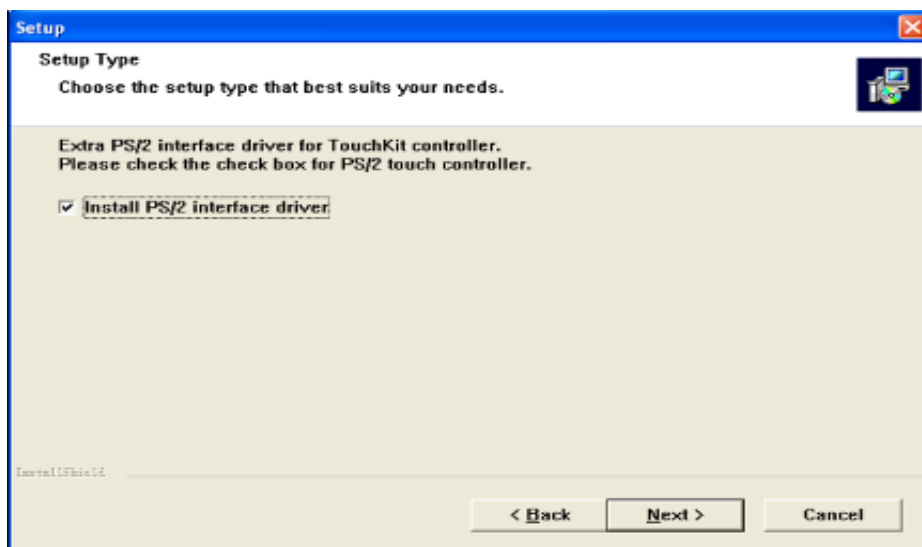 Setup
Setup Type
Choose the setup type that best suits your needs.
Extra PS/2 interface driver for TouchKit controller.
Please check the check box for PS/2 touch controller.
Install PS/2 interface driver
InstallShield
< Back
Next >
Cancel